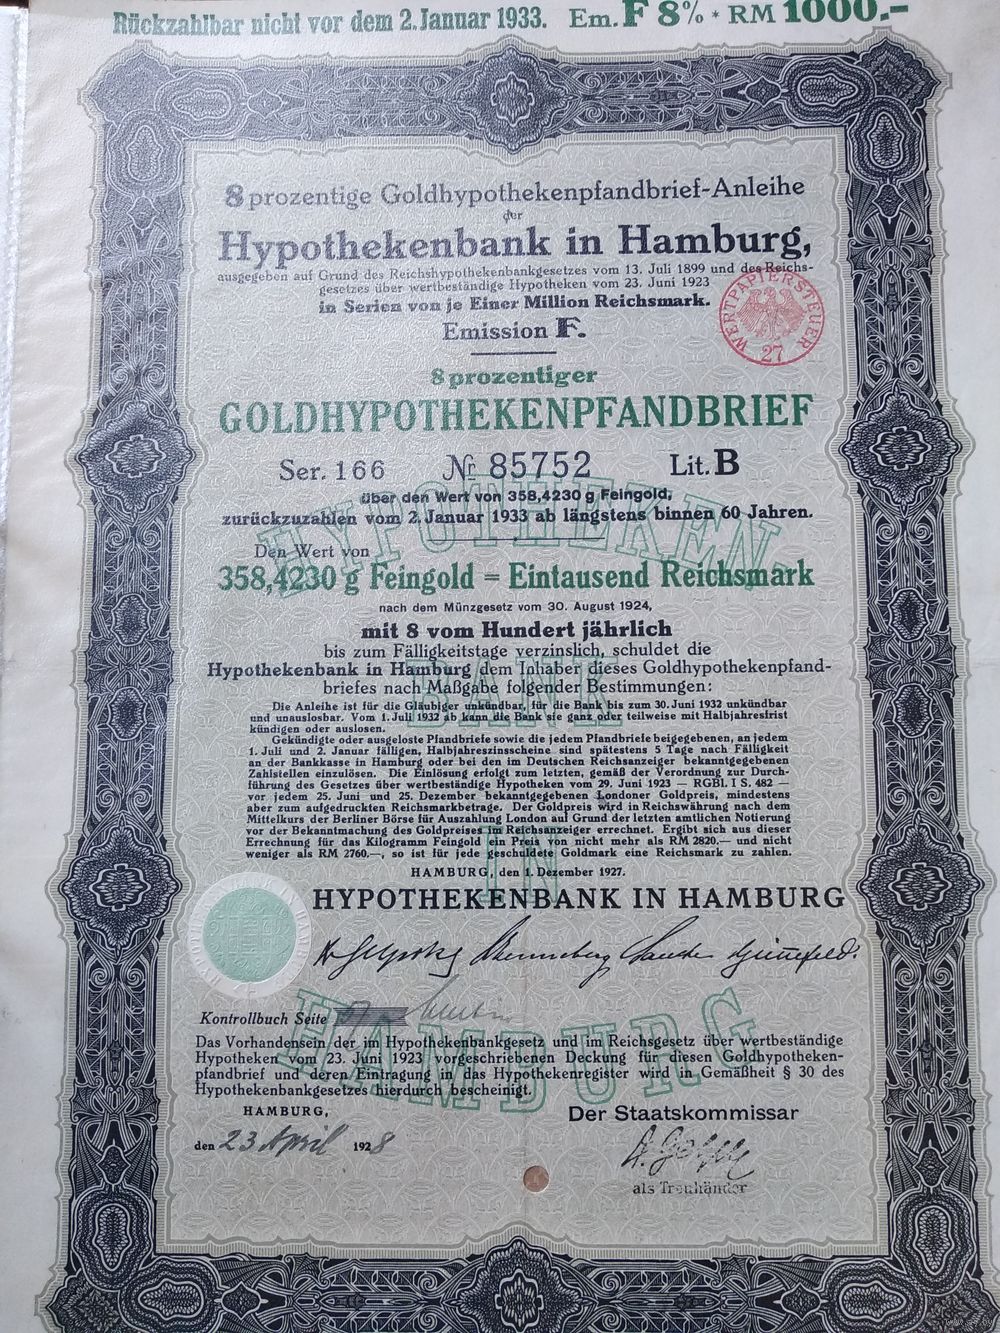 Rückzahlbar nicht vor dem 2. Januar 1933. Em. F 8% * RM 1000.-
8 prozentige Goldhypothekenpfandbrief-Anleihe
der
Hypothekenbank in Hamburg,
ausgegeben auf Grund des Reichshypothekenbankgesetzes vom 13. Juli 1899 und des Reichs-
gesetzes über wertbeständige Hypotheken vom 23. Juni 1923
in Serien von je Einer Million Reichsmark.
Emission F.
WERTPAPIERSTEUER
27
8 prozentiger
GOLDHYPOTHEKENPFANDBRIEF
Ser. 166 Nr. 85752 Lit. B
über den Wert von 358,4230 g Feingold,
zurückzuzahlen vom 2. Januar 1933 ab längstens binnen 60 Jahren.
Den Wert von
358,4230 g Feingold = Eintausend Reichsmark
nach dem Münzgesetz vom 30. August 1924,
mit 8 vom Hundert jährlich
bis zum Fälligkeitstage verzinslich, schuldet die
Hypothekenbank in Hamburg dem Inhaber dieses Goldhypothekenpfand-
briefes nach Maßgabe folgender Bestimmungen:
Die Anleihe ist für die Gläubiger unkündbar, für die Bank bis zum 30. Juni 1932 unkündbar
und unauslosbar. Vom 1. Juli 1932 ab kann die Bank sie ganz oder teilweise mit Halbjahresfrist
kündigen oder auslosen.
Gekündigte oder ausgeloste Pfandbriefe sowie die jedem Pfandbriefe beigegebenen, an jedem
1. Juli und 2. Januar fälligen, Halbjahreszinsscheine sind spätestens 5 Tage nach Fälligkeit
an der Bankkasse in Hamburg oder bei den im Deutschen Reichsanzeiger bekanntgegebenen
Zahlstellen einzulösen. Die Einlösung erfolgt zum letzten, gemäß der Verordnung zur Durch-
führung des Gesetzes über wertbeständige Hypotheken vom 29. Juni 1923 — RGBl. I S. 482 —
vor jedem 25. Juni und 25. Dezember bekanntgegebenen Londoner Goldpreis, mindestens
aber zum aufgedruckten Reichsmarkbetrage. Der Goldpreis wird in Reichswährung nach dem
Mittelkurs der Berliner Börse für Auszahlung London auf Grund der letzten amtlichen Notierung
vor der Bekanntmachung des Goldpreises im Reichsanzeiger errechnet. Ergibt sich aus dieser
Errechnung für das Kilogramm Feingold ein Preis von nicht mehr als RM 2820.— und nicht
weniger als RM 2760.—, so ist für jede geschuldete Goldmark eine Reichsmark zu zahlen.
HAMBURG, den 1. Dezember 1927.
HYPOTHEKENBANK IN HAMBURG
HYPOTHEKEN
BANK
IN
HAMBURG
Kontrollbuch Seite
Das Vorhandensein der im Hypothekenbankgesetz und im Reichsgesetz über wertbeständige
Hypotheken vom 23. Juni 1923 vorgeschriebenen Deckung für diesen Goldhypotheken-
pfandbrief und deren Eintragung in das Hypothekenregister wird in Gemäßheit § 30 des
Hypothekenbankgesetzes hierdurch bescheinigt.
HAMBURG,
den 23 April 1928
Der Staatskommissar
als Treuhänder